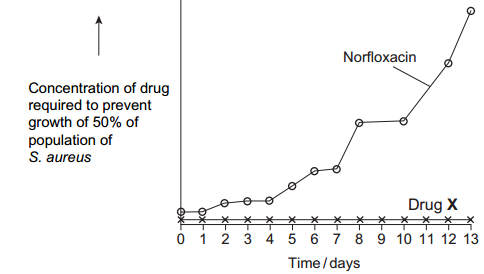 Norfloxacin
Concentration of drug
required to prevent
growth of 50% of
population of
S. aureus
Drug X
0 1 2 3 4 5 6 7 8 9 10 11 12 13
Time / days